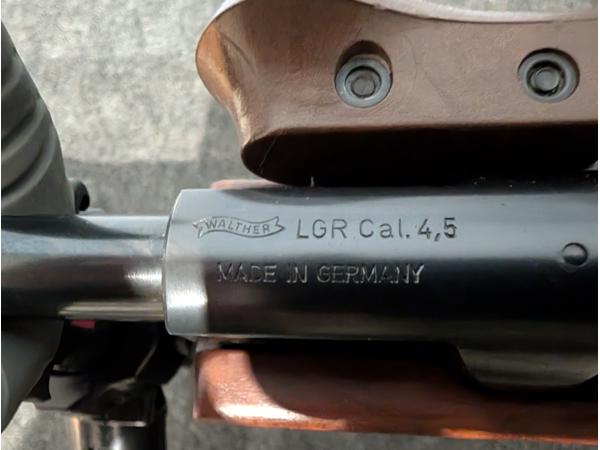 WALTHER LGR Cal. 4,5
MADE IN GERMANY